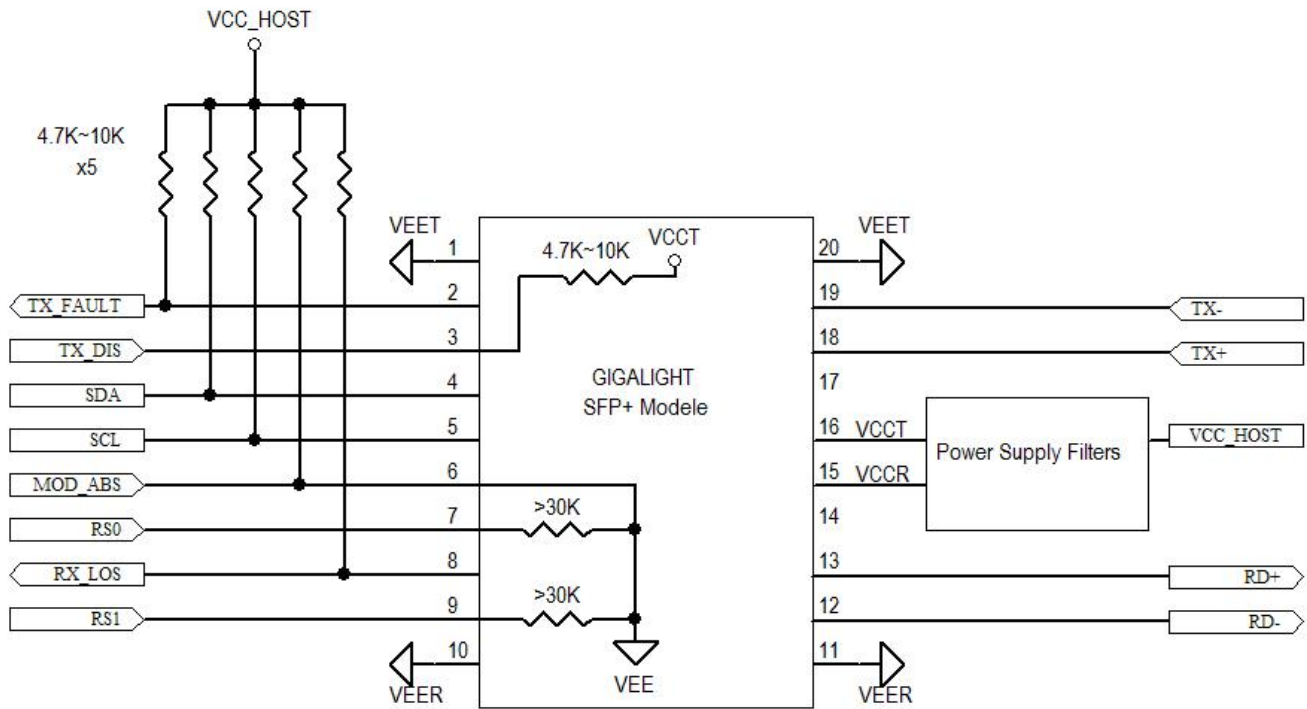 VCC_HOST
4.7K~10K
x5
VEET
1
4.7K~10K
VCCT
20
VEET
TX_FAULT
2
19
TX-
TX_DIS
3
18
TX+
SDA
4
GIGALIGHT
SFP+ Modele
17
SCL
5
16
VCCT
Power Supply Filters
VCC_HOST
MOD_ABS
6
15
VCCR
RS0
7
>30K
14
RX_LOS
8
13
RD+
RS1
9
>30K
12
RD-
10
VEER
VEE
11
VEER